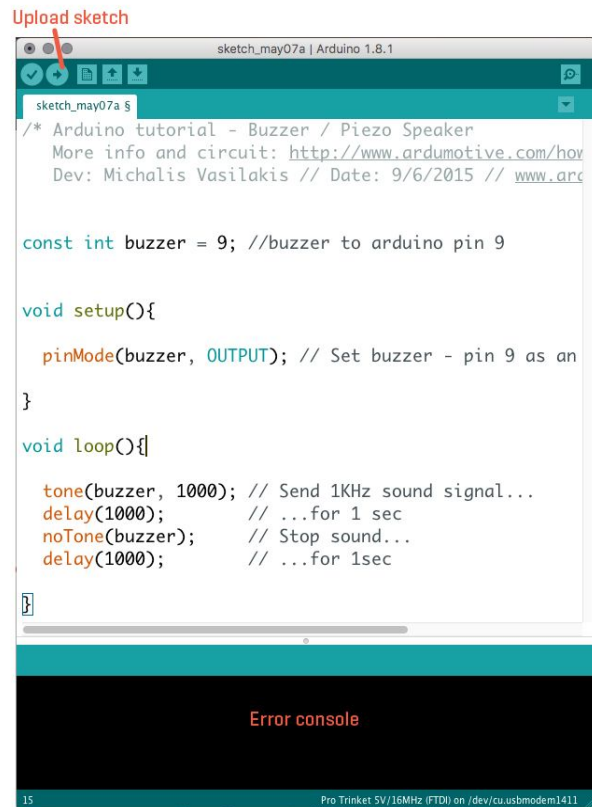 Upload sketch
sketch_may07a | Arduino 1.8.1
sketch_may07a §
/* Arduino tutorial - Buzzer / Piezo Speaker
More info and circuit: http://www.ardumotive.com/how
Dev: Michalis Vasilakis // Date: 9/6/2015 // www.ard
const int buzzer = 9; //buzzer to arduino pin 9
void setup(){
pinMode(buzzer, OUTPUT); // Set buzzer - pin 9 as an
}
void loop(){
tone(buzzer, 1000); // Send 1KHz sound signal...
delay(1000); // ...for 1 sec
noTone(buzzer); // Stop sound...
delay(1000); // ...for 1sec
}
Error console
15 Pro Trinket 5V/16MHz (FTDI) on /dev/cu.usbmodem1411